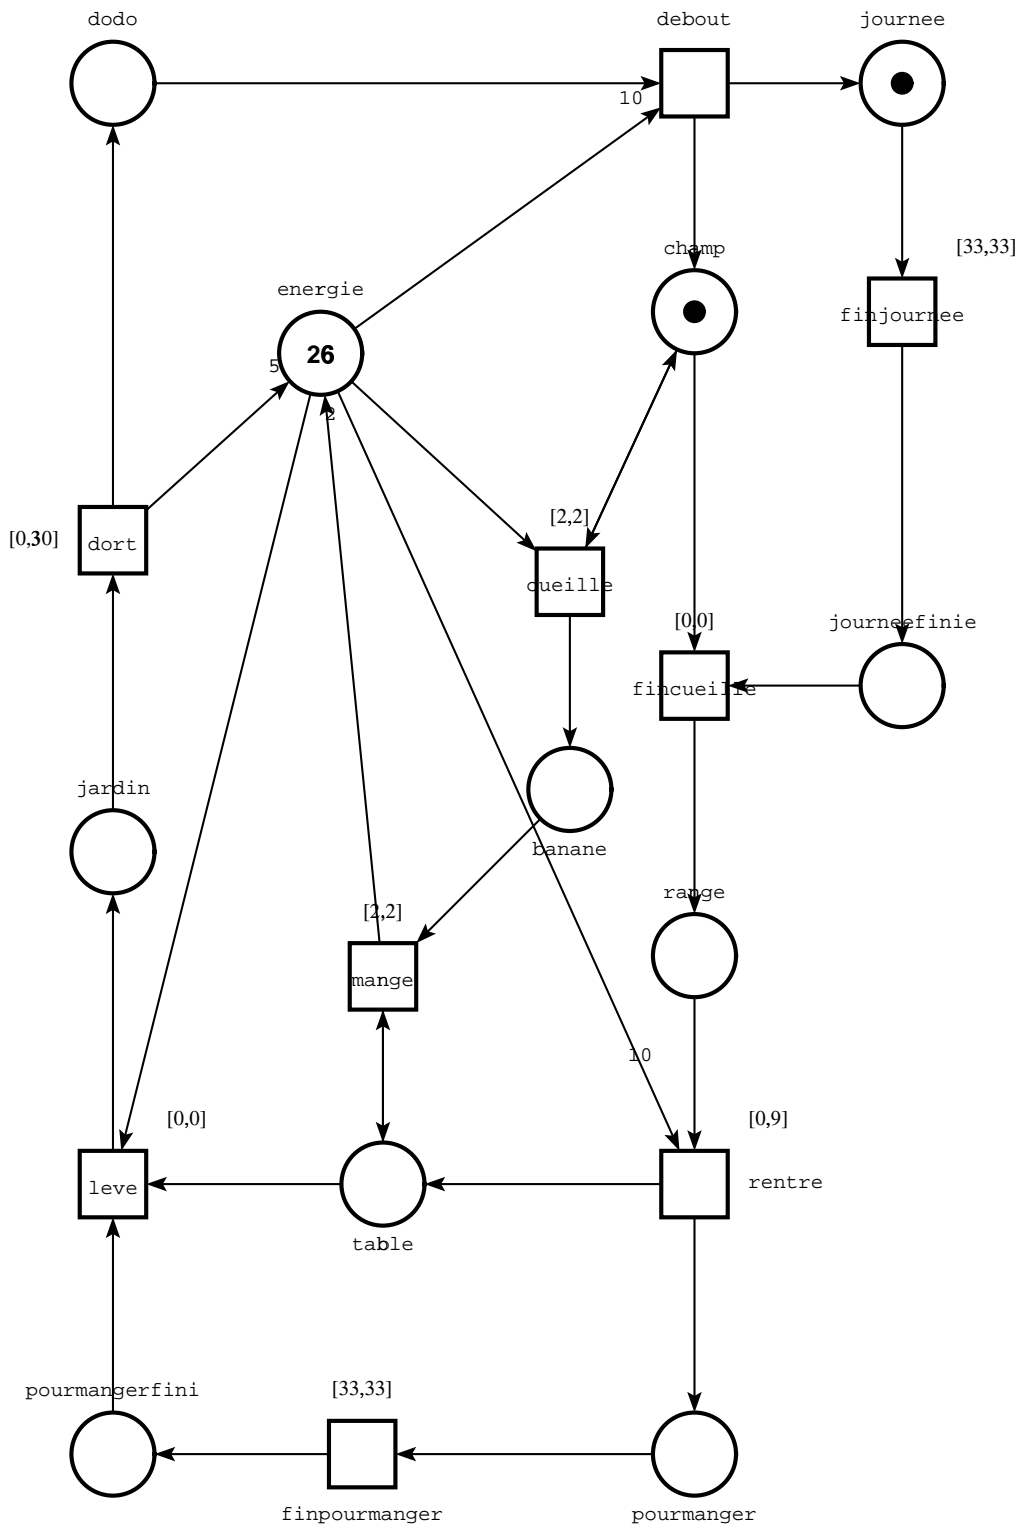 dodo
debout
journee
10
champ
[33,33]
energie
finjournee
26
5
2
[2,2]
[0,30]
dort
cueille
[0,0]
journeefinie
fincueille
jardin
banane
range
[2,2]
mange
10
[0,0]
[0,9]
leve
rentre
table
pourmangerfini
[33,33]
finpourmanger
pourmanger